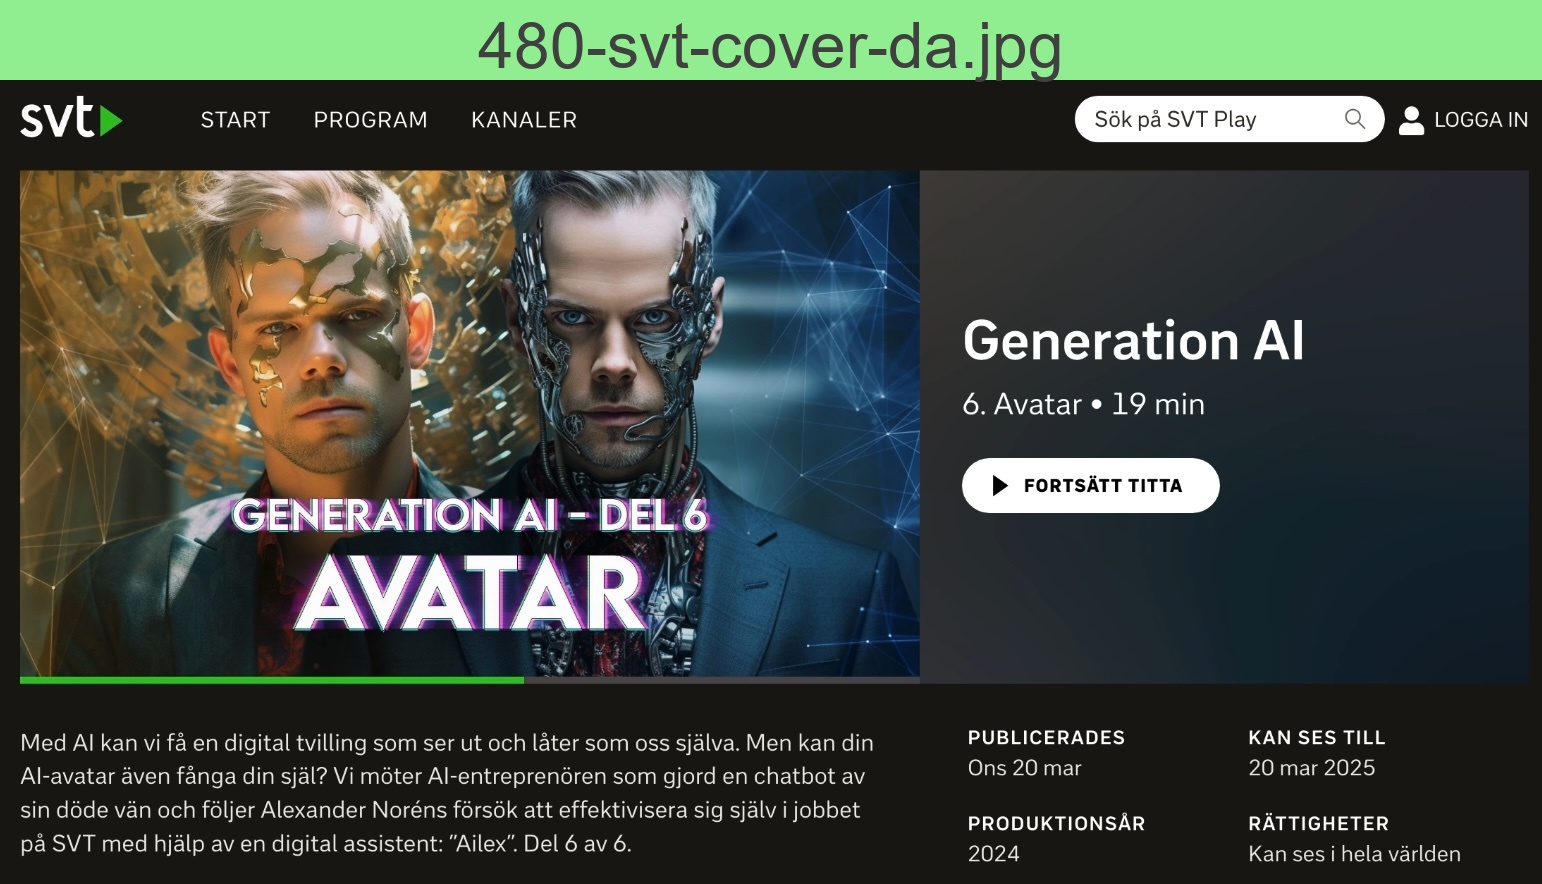 480-svt-cover-da.jpg
svt
START
PROGRAM
KANALER
Sök på SVT Play
LOGGA IN
GENERATION AI - DEL 6
AVATAR
Generation AI
6. Avatar • 19 min
FORTSÄTT TITTA
Med AI kan vi få en digital tvilling som ser ut och låter som oss själva. Men kan din
AI-avatar även fånga din själ? Vi möter AI-entreprenören som gjord en chatbot av
sin döde vän och följer Alexander Noréns försök att effektivisera sig själv i jobbet
på SVT med hjälp av en digital assistent: ”Ailex”. Del 6 av 6.
PUBLICERADES
Ons 20 mar
KAN SES TILL
20 mar 2025
PRODUKTIONSÅR
2024
RÄTTIGHETER
Kan ses i hela världen